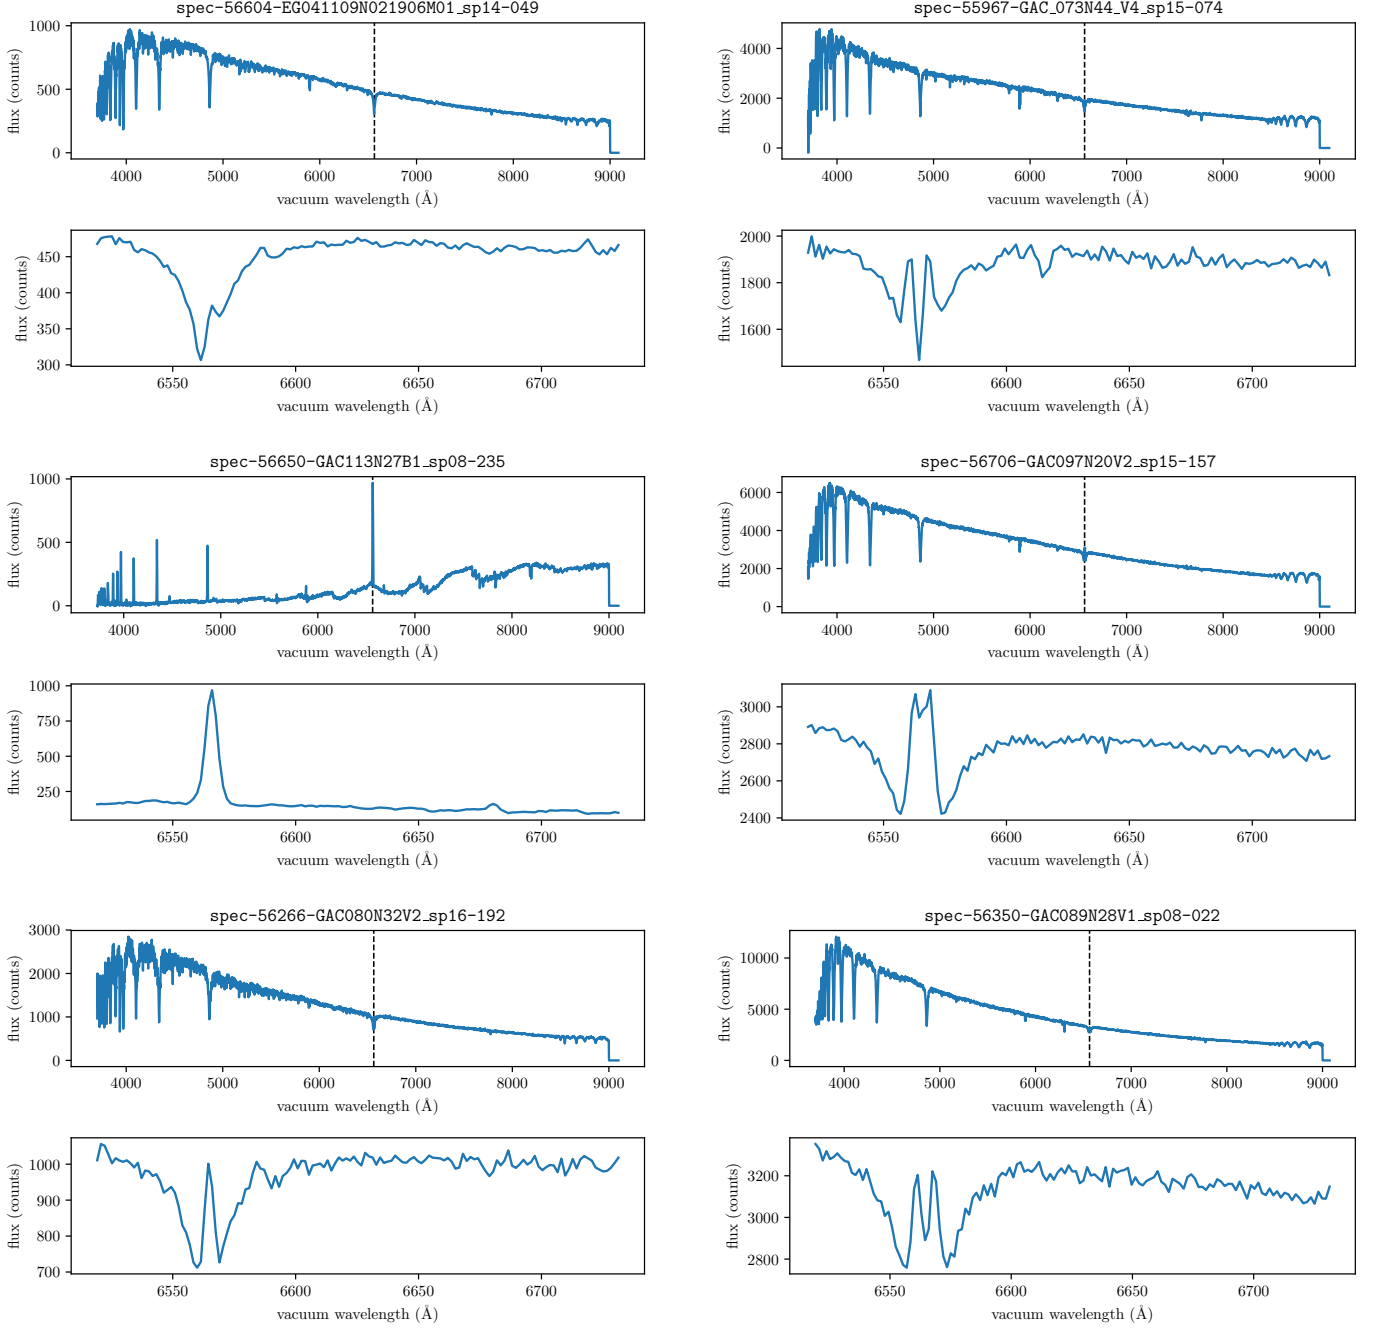 spec-56604-EG041109N021906M01_sp14-049
flux (counts)
1000
500
0
4000 5000 6000 7000 8000 9000
vacuum wavelength (Å)
flux (counts)
450
400
350
300
6550 6600 6650 6700
vacuum wavelength (Å)
spec-55967-GAC_073N44_V4_sp15-074
flux (counts)
4000
2000
0
4000 5000 6000 7000 8000 9000
vacuum wavelength (Å)
flux (counts)
2000
1800
1600
6550 6600 6650 6700
vacuum wavelength (Å)
spec-56650-GAC113N27B1_sp08-235
flux (counts)
1000
500
0
4000 5000 6000 7000 8000 9000
vacuum wavelength (Å)
flux (counts)
1000
750
500
250
6550 6600 6650 6700
vacuum wavelength (Å)
spec-56706-GAC097N20V2_sp15-157
flux (counts)
6000
4000
2000
0
4000 5000 6000 7000 8000 9000
vacuum wavelength (Å)
flux (counts)
3000
2800
2600
2400
6550 6600 6650 6700
vacuum wavelength (Å)
spec-56266-GAC080N32V2_sp16-192
flux (counts)
3000
2000
1000
0
4000 5000 6000 7000 8000 9000
vacuum wavelength (Å)
flux (counts)
1000
900
800
700
6550 6600 6650 6700
vacuum wavelength (Å)
spec-56350-GAC089N28V1_sp08-022
flux (counts)
10000
5000
0
4000 5000 6000 7000 8000 9000
vacuum wavelength (Å)
flux (counts)
3200
3000
2800
6550 6600 6650 6700
vacuum wavelength (Å)